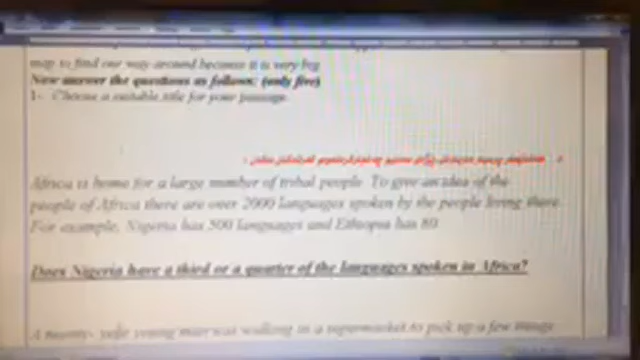 map to find our way around because it is very big
Now answer the questions as follows: (only five)
1- Choose a suitable title for your passage.
Africa is home for a large number of tribal people. To give an idea of the
people of Africa there are over 2000 languages spoken by the people living there.
For example, Nigeria has 500 languages and Ethiopia has 80.
Does Nigeria have a third or a quarter of the languages spoken in Africa?
young man was walking in a supermarket to pick up a few things